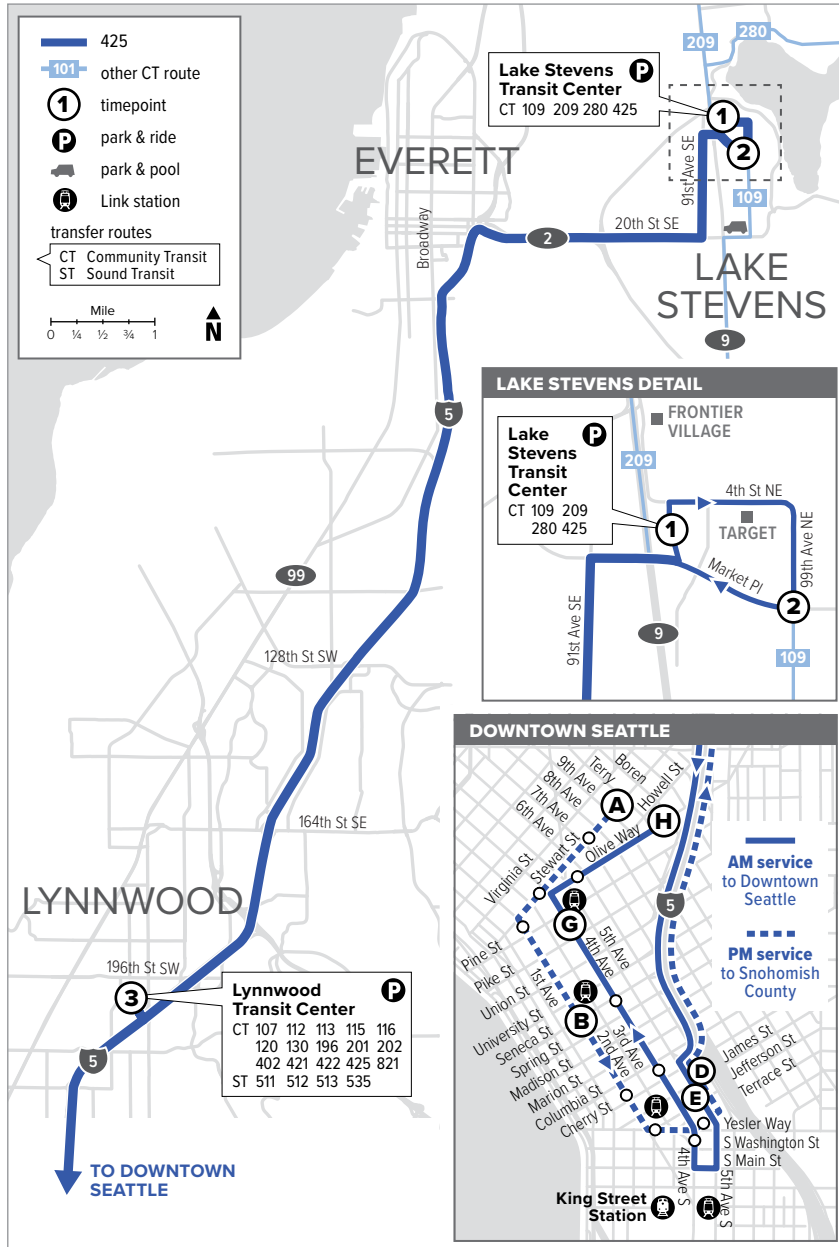 425
101
other CT route
1
timepoint
P
park & ride
park & pool
Link station
transfer routes
CT Community Transit
ST Sound Transit
Mile
0 ¼ ½ ¾ 1
N
209
280
Lake Stevens
Transit Center
P
CT 109 209 280 425
1
2
EVERETT
91st Ave SE
109
Broadway
2
20th St SE
LAKE
STEVENS
9
5
99
128th St SW
164th St SE
LYNNWOOD
196th St SW
3
Lynnwood
Transit Center
P
CT 107 112 113 115 116
120 130 196 201 202
402 421 422 425 821
ST 511 512 513 535
5
TO DOWNTOWN
SEATTLE
LAKE STEVENS DETAIL
FRONTIER
VILLAGE
Lake
Stevens
Transit
Center
P
CT 109 209
280 425
209
4th St NE
1
TARGET
99th Ave NE
Market Pl
2
91st Ave SE
9
109
DOWNTOWN SEATTLE
Boren
Terry
9th Ave
8th Ave
7th Ave
6th Ave
Howell St
A
H
Olive Way
Stewart St
Virginia St
AM service
to Downtown
Seattle
5
G
PM service
to Snohomish
County
5th Ave
4th Ave
Pine St
Pike St
Union St
University St
Seneca St
Spring St
Madison St
Marion St
Columbia St
Cherry St
1st Ave
B
3rd Ave
2nd Ave
D
E
James St
Jefferson St
Terrace St
Yesler Way
S Washington St
S Main St
4th Ave S
5th Ave S
King Street
Station